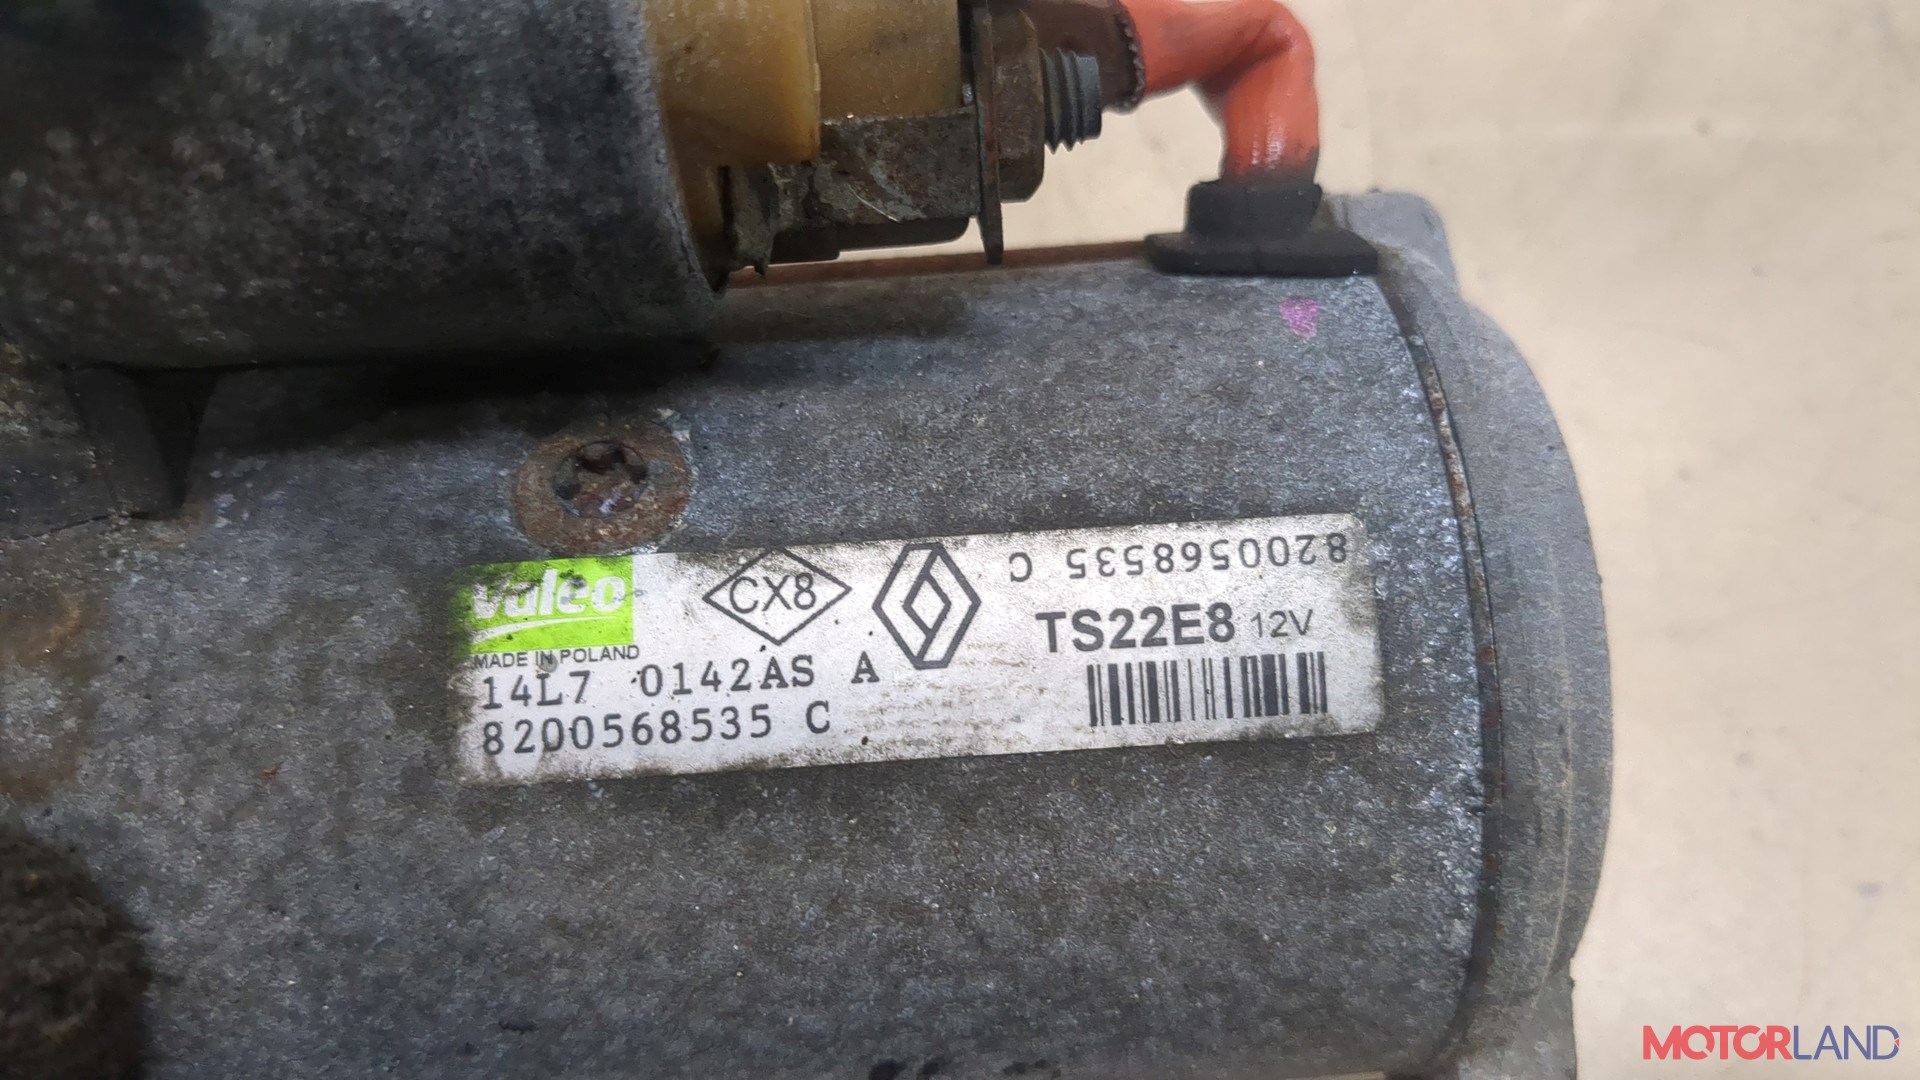 valeo
MADE IN POLAND
CX8
8200568535 C
TS22E8 12V
14L7 0142AS A
8200568535 C
MOTORLAND